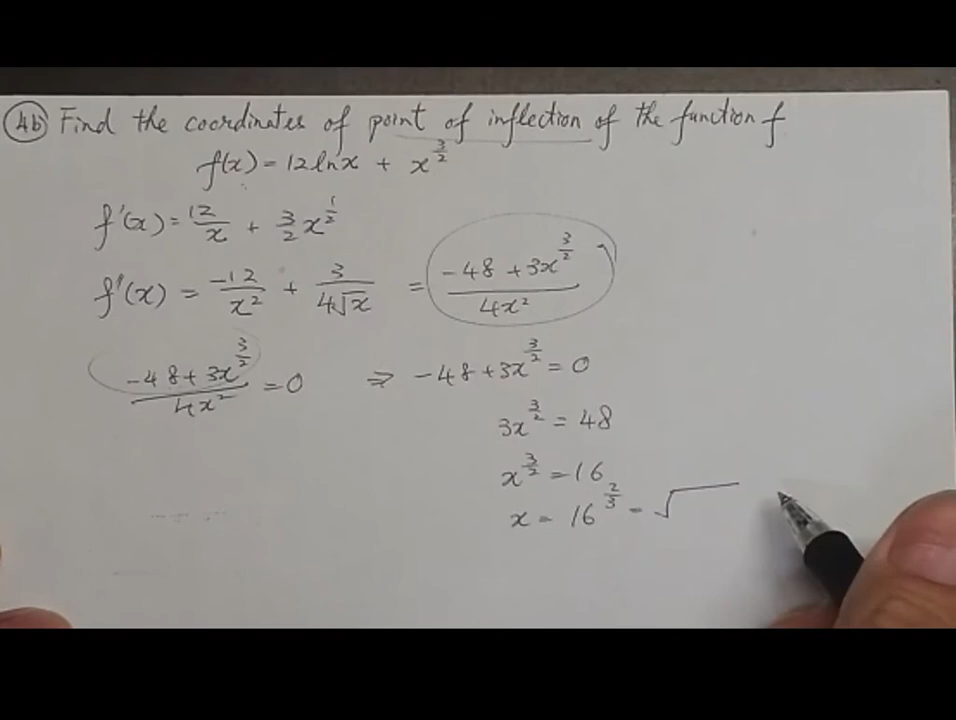 4b Find the coordinates of point of inflection of the function f
f(x) = 12lnx + x^(3/2)
f'(x) = 12/x + 3/2 x^(1/2)
f''(x) = -12/x² + 3/(4√x) = (-48 + 3x^(3/2))/(4x²)
(-48 + 3x^(3/2))/(4x²) = 0 ⇒ -48 + 3x^(3/2) = 0
3x^(3/2) = 48
x^(3/2) = 16
x = 16^(2/3) = √